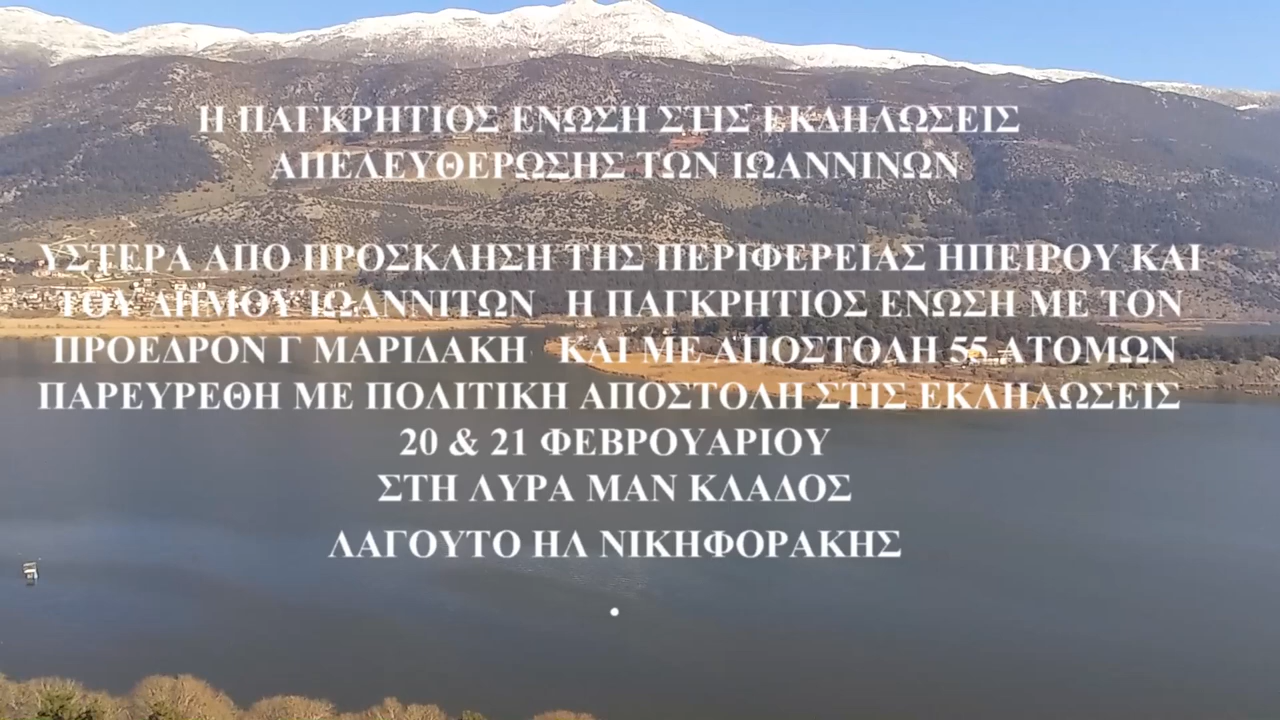 Η ΠΑΓΚΡΗΤΙΟΣ ΕΝΩΣΗ ΣΤΙΣ ΕΚΔΗΛΩΣΕΙΣ
ΑΠΕΛΕΥΘΕΡΩΣΗΣ ΤΩΝ ΙΩΑΝΝΙΝΩΝ
ΥΣΤΕΡΑ ΑΠΟ ΠΡΟΣΚΛΗΣΗ ΤΗΣ ΠΕΡΙΦΕΡΕΙΑΣ ΗΠΕΙΡΟΥ ΚΑΙ
ΤΟΥ ΔΗΜΟΥ ΙΩΑΝΝΙΤΩΝ Η ΠΑΓΚΡΗΤΙΟΣ ΕΝΩΣΗ ΜΕ ΤΟΝ
ΠΡΟΕΔΡΟΝ Γ ΜΑΡΙΔΑΚΗ ΚΑΙ ΜΕ ΑΠΟΣΤΟΛΗ 55 ΑΤΟΜΩΝ
ΠΑΡΕΥΡΕΘΗ ΜΕ ΠΟΛΙΤΙΚΗ ΑΠΟΣΤΟΛΗ ΣΤΙΣ ΕΚΛΗΛΩΣΕΙΣ
20 & 21 ΦΕΒΡΟΥΑΡΙΟΥ
ΣΤΗ ΛΥΡΑ ΜΑΝ ΚΛΑΔΟΣ
ΛΑΓΟΥΤΟ ΗΛ ΝΙΚΗΦΟΡΑΚΗΣ
.